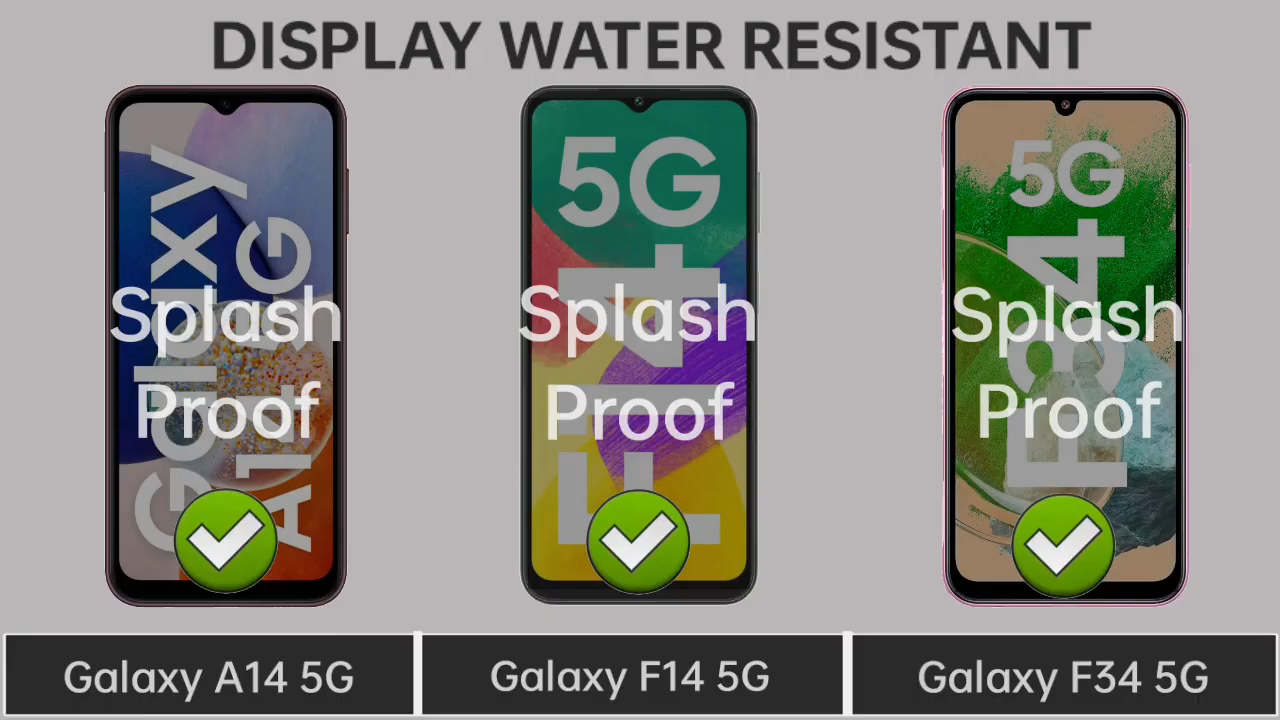 DISPLAY WATER RESISTANT
Galaxy
A14 5G
Splash
Proof
5G
F14
Splash
Proof
5G
F34
Splash
Proof
Galaxy A14 5G
Galaxy F14 5G
Galaxy F34 5G